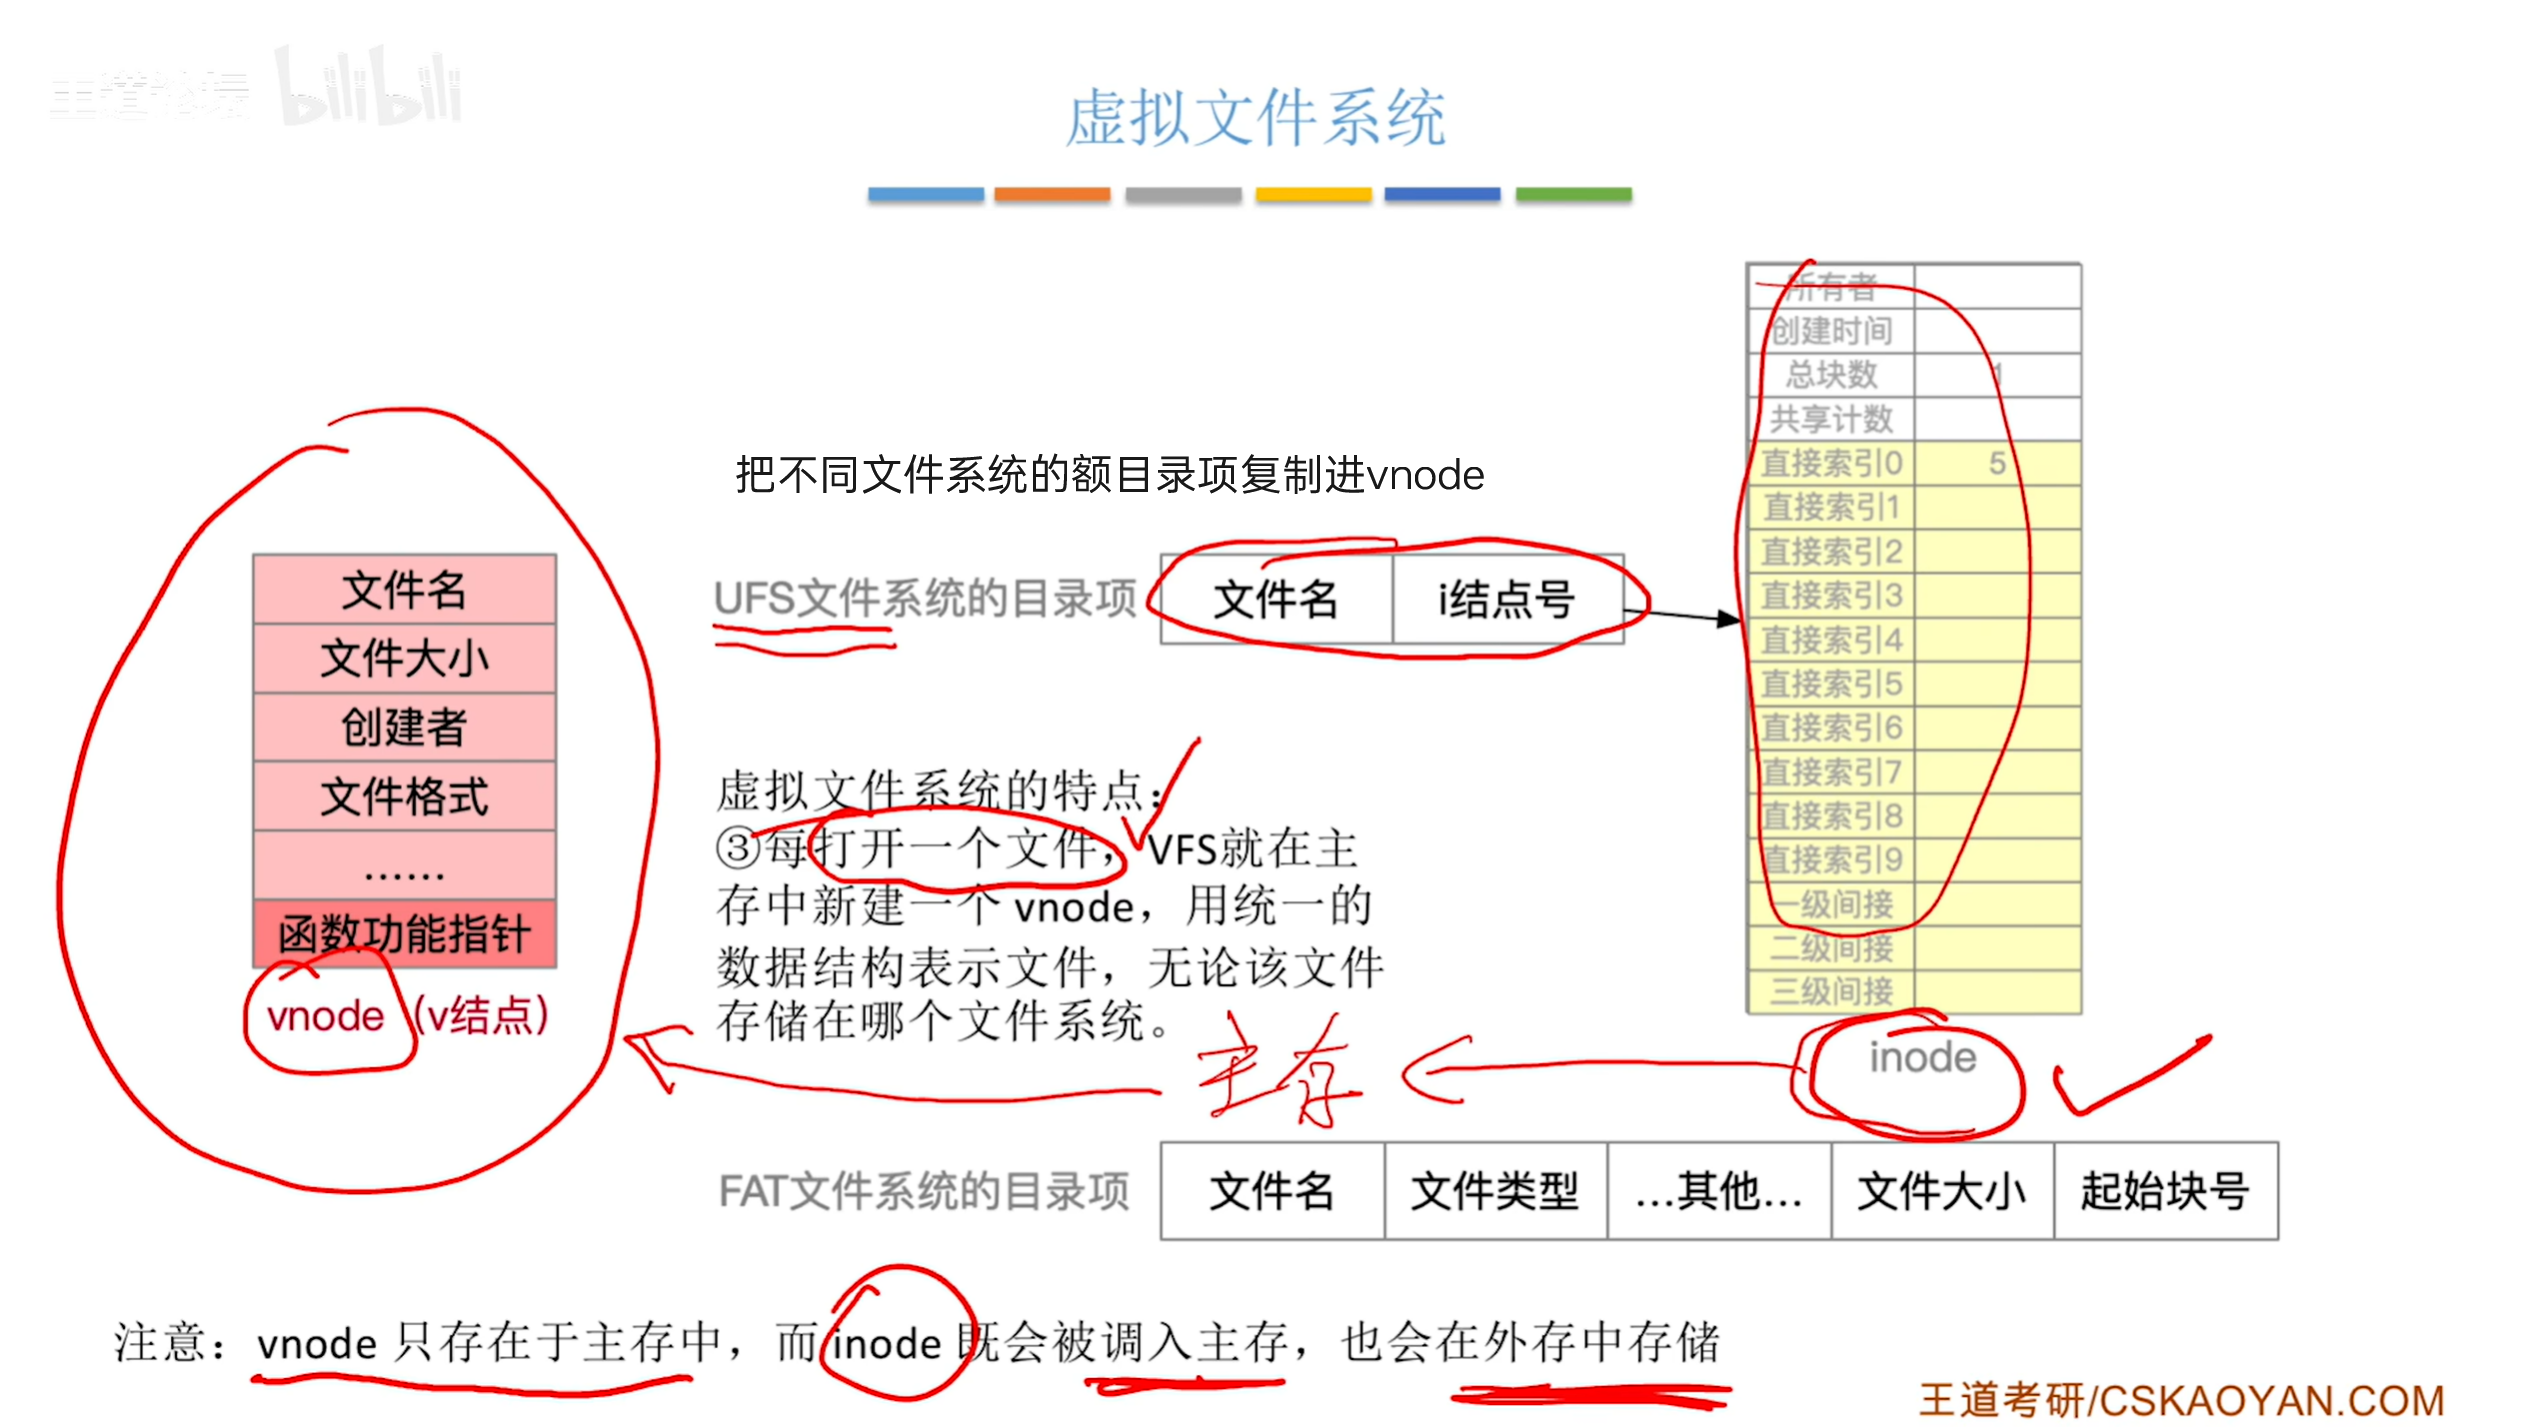 王道论坛 bilibili
虚拟文件系统
所有者
创建时间
总块数 1
共享计数
直接索引0 5
直接索引1
直接索引2
直接索引3
直接索引4
直接索引5
直接索引6
直接索引7
直接索引8
直接索引9
一级间接
二级间接
三级间接
inode
把不同文件系统的额目录项复制进vnode
UFS文件系统的目录项 文件名 i结点号
文件名
文件大小
创建者
文件格式
……
函数功能指针
vnode（v结点）
虚拟文件系统的特点：
③每打开一个文件，VFS就在主
存中新建一个 vnode，用统一的
数据结构表示文件，无论该文件
存储在哪个文件系统。
主存
FAT文件系统的目录项 文件名 文件类型 ...其他... 文件大小 起始块号
注意：vnode 只存在于主存中，而 inode 既会被调入主存，也会在外存中存储
王道考研/CSKAOYAN.COM